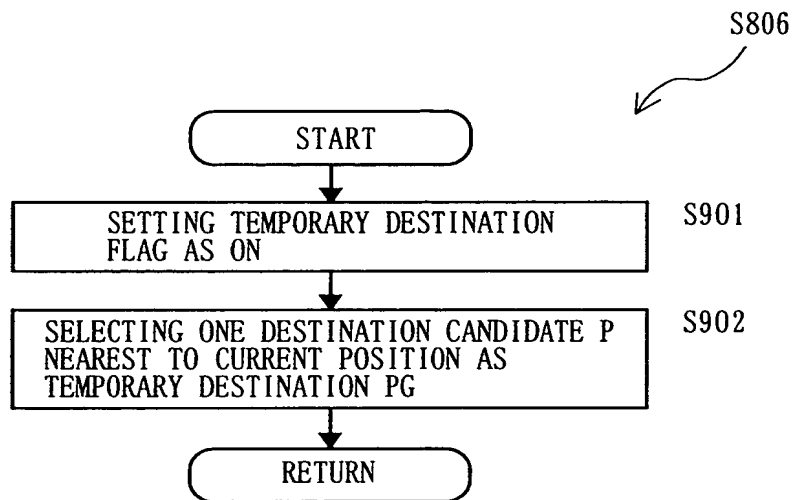 S806
START
SETTING TEMPORARY DESTINATION
FLAG AS ON
S901
SELECTING ONE DESTINATION CANDIDATE P
NEAREST TO CURRENT POSITION AS
TEMPORARY DESTINATION PG
S902
RETURN